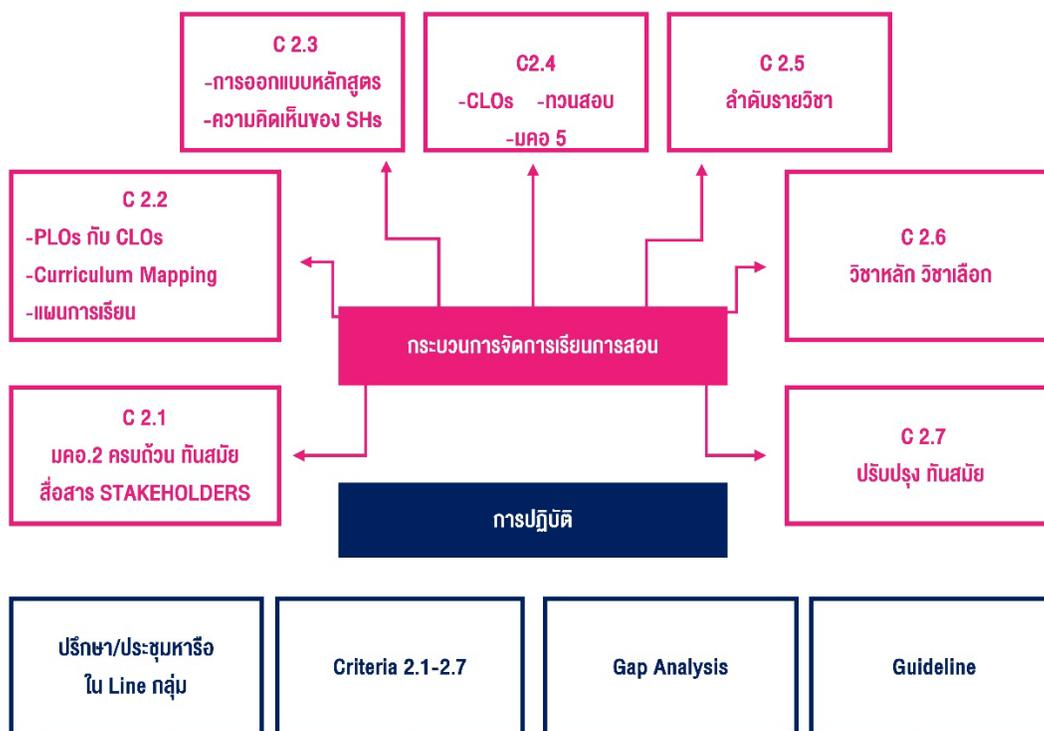 C 2.3
-การออกแบบหลักสูตร
-ความคิดเห็นของ SHs
C2.4
-CLOs -ทวนสอบ
-มคอ 5
C 2.5
ลำดับรายวิชา
C 2.2
-PLOs กับ CLOs
-Curriculum Mapping
-แผนการเรียน
C 2.6
วิชาหลัก วิชาเลือก
กระบวนการจัดการเรียนการสอน
C 2.1
มคอ.2 ครบถ้วน ทันสมัย
สื่อสาร STAKEHOLDERS
C 2.7
ปรับปรุง ทันสมัย
การปฏิบัติ
ปรึกษา/ประชุมหารือ
ใน Line กลุ่ม
Criteria 2.1-2.7
Gap Analysis
Guideline